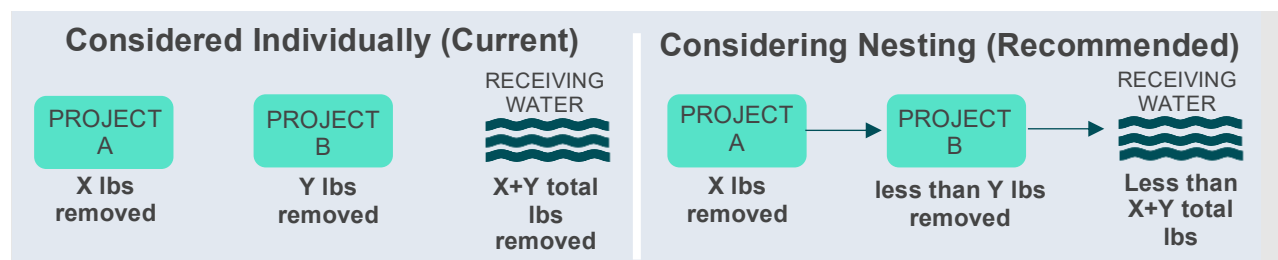 Considered Individually (Current)
PROJECT
A
X lbs
removed
PROJECT
B
Y lbs
removed
RECEIVING
WATER
X+Y total
lbs
removed
Considering Nesting (Recommended)
PROJECT
A
X lbs
removed
PROJECT
B
less than Y lbs
removed
RECEIVING
WATER
Less than
X+Y total
lbs